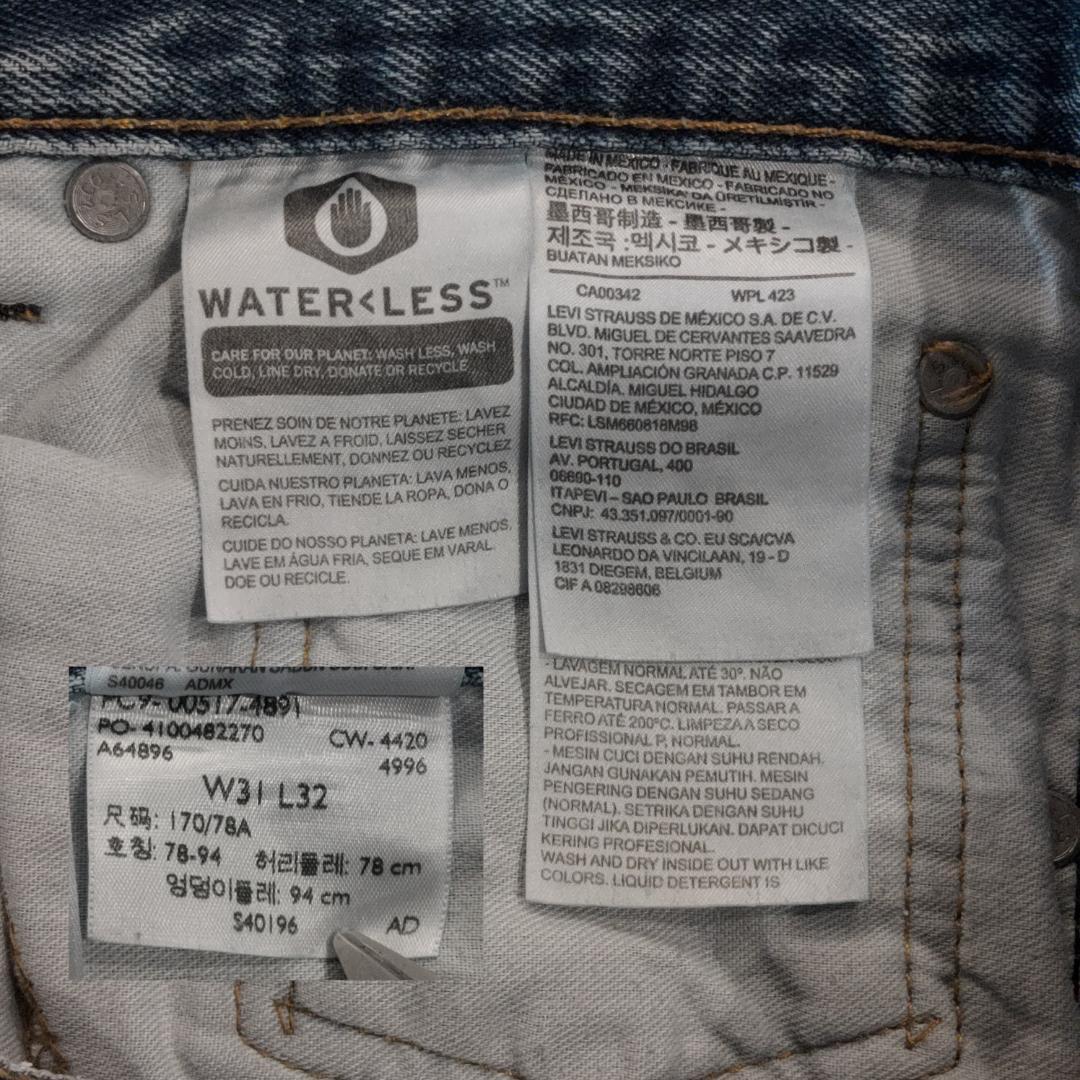 WATER<LESS™
CARE FOR OUR PLANET: WASH LESS, WASH
COLD, LINE DRY, DONATE OR RECYCLE
PRENEZ SOIN DE NOTRE PLANETE: LAVEZ
MOINS, LAVEZ A FROID, LAISSEZ SECHER
NATURELLEMENT, DONNEZ OU RECYCLEZ
CUIDA NUESTRO PLANETA: LAVA MENOS,
LAVA EN FRIO, TIENDE LA ROPA, DONA O
RECICLA.
CUIDE DO NOSSO PLANETA: LAVE MENOS,
LAVE EM ÁGUA FRIA, SEQUE EM VARAL.
DOE OU RECICLE.
MADE IN MEXICO - FABRIQUE AU MEXIQUE -
FABRICADO EN MEXICO - FABRICADO NO
MÉXICO - MEKSIKA' DA ÜRETILMISTIR -
СДЕЛАНО В МЕКСИКЕ -
墨西哥制造 - 墨西哥製 -
제조국 :멕시코 - メキシコ製 -
BUATAN MEKSIKO
CA00342 WPL 423
LEVI STRAUSS DE MÉXICO S.A. DE C.V.
BLVD. MIGUEL DE CERVANTES SAAVEDRA
NO. 301, TORRE NORTE PISO 7
COL. AMPLIACIÓN GRANADA C.P. 11529
ALCALDÍA. MIGUEL HIDALGO
CIUDAD DE MÉXICO, MÉXICO
RFC: LSM660818M98
LEVI STRAUSS DO BRASIL
AV. PORTUGAL, 400
06690-110
ITAPEVI – SAO PAULO BRASIL
CNPJ: 43.351.097/0001-90
LEVI STRAUSS & CO. EU SCA/CVA
LEONARDO DA VINCILAAN, 19 - D
1831 DIEGEM, BELGIUM
CIF A 08298606
- LAVAGEM NORMAL ATÉ 30º. NÃO
ALVEJAR. SECAGEM EM TAMBOR EM
TEMPERATURA NORMAL. PASSAR A
FERRO ATÉ 200ºC. LIMPEZA A SECO
PROFISSIONAL P, NORMAL.
- MESIN CUCI DENGAN SUHU RENDAH.
JANGAN GUNAKAN PEMUTIH. MESIN
PENGERING DENGAN SUHU SEDANG
(NORMAL). SETRIKA DENGAN SUHU
TINGGI JIKA DIPERLUKAN. DAPAT DICUCI
KERING PROFESIONAL.
WASH AND DRY INSIDE OUT WITH LIKE
COLORS. LIQUID DETERGENT IS
S40046 ADMX
PC9- 00517-4891
PO- 4100482270 CW- 4420
A64896 4996
W31 L32
尺码: 170/78A
호칭: 78-94 허리둘레: 78 cm
엉덩이둘레: 94 cm
S40196 AD